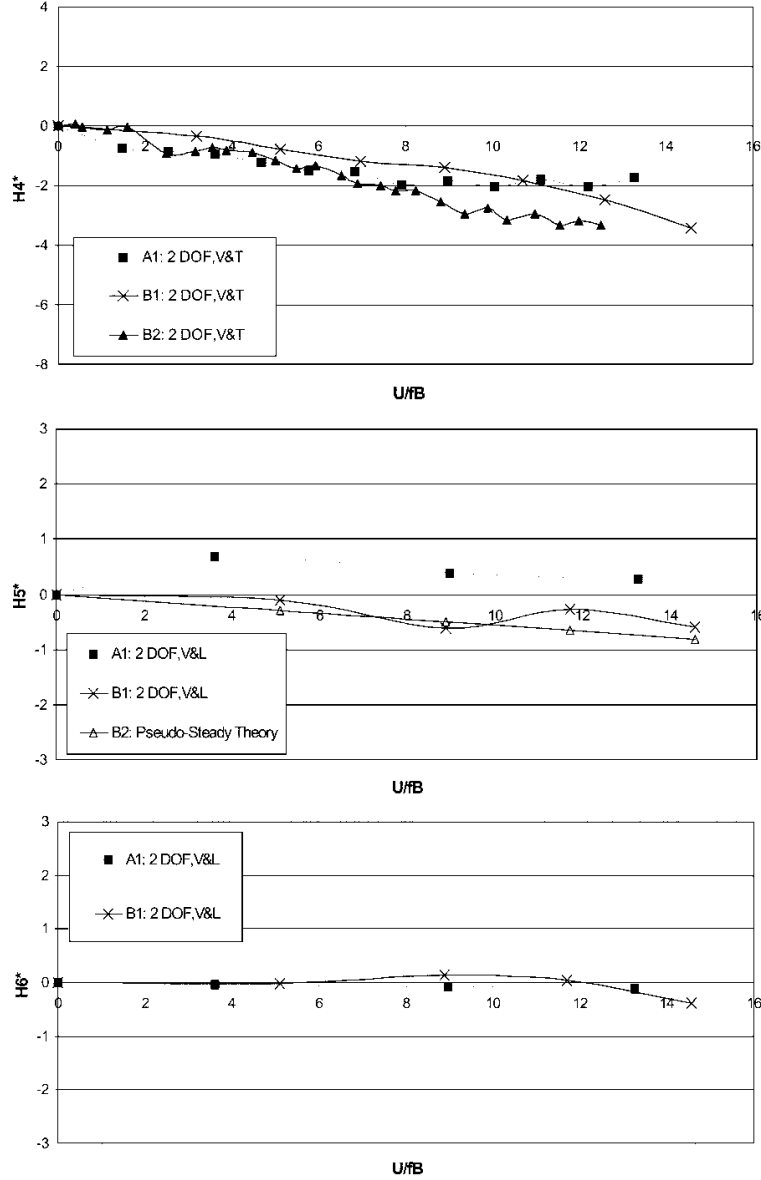 4
2
0
0 2 4 6 8 10 12 14 16
-2
-4
-6
-8
H4*
A1: 2 DOF,V&T
B1: 2 DOF,V&T
B2: 2 DOF,V&T
U/fB
3
2
1
0
0 2 4 6 8 10 12 14 16
-1
-2
-3
H5*
A1: 2 DOF,V&L
B1: 2 DOF,V&L
B2: Pseudo-Steady Theory
U/fB
3
2
1
0
0 2 4 6 8 10 12 14 16
-1
-2
-3
H6*
A1: 2 DOF,V&L
B1: 2 DOF,V&L
U/fB